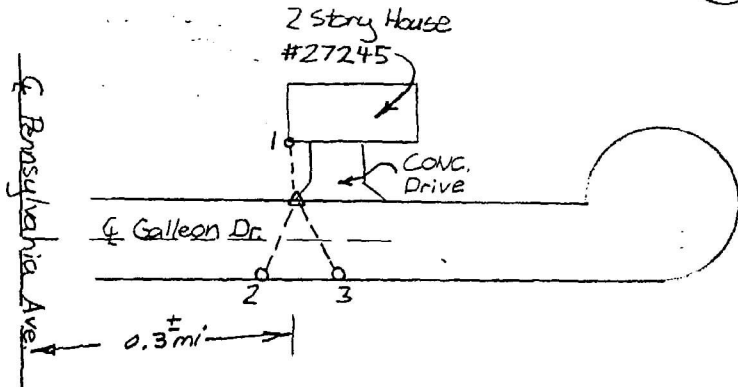 2 Story House
#27245
℄ Pennsylvania Ave.
1
CONC.
Drive
℄ Galleon Dr.
2
3
0.3± mi